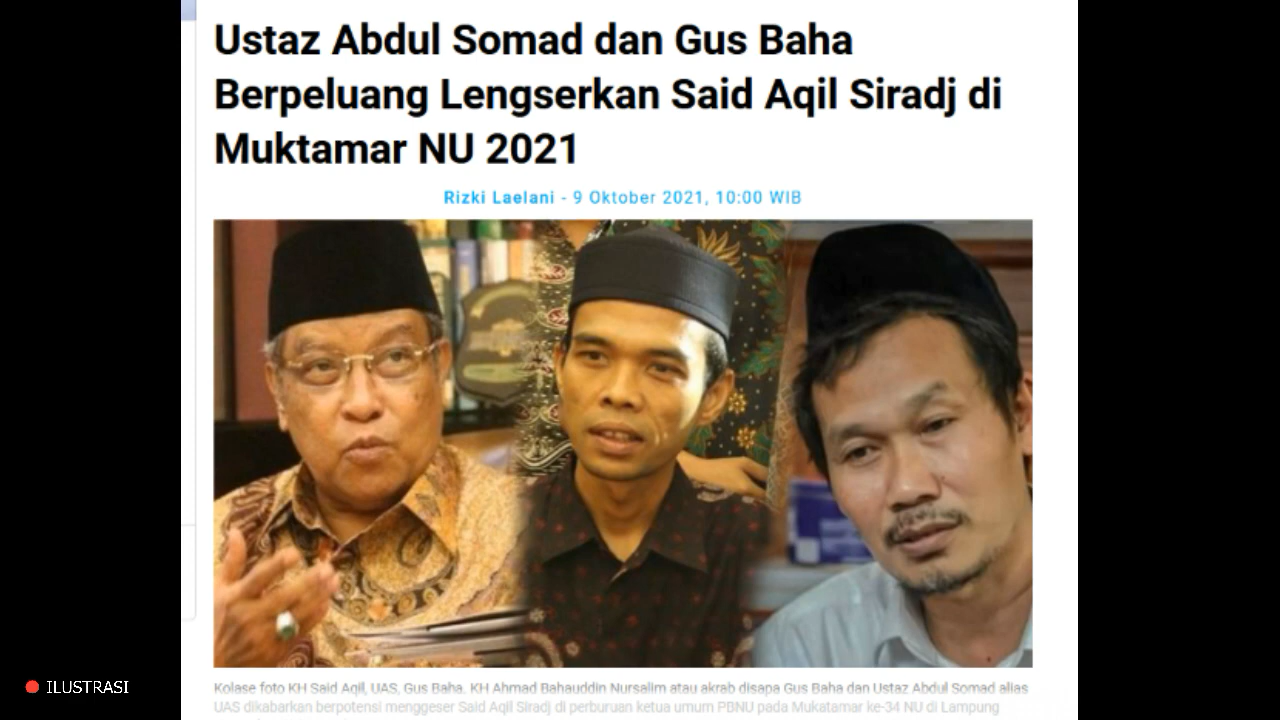 Ustaz Abdul Somad dan Gus Baha
Berpeluang Lengserkan Said Aqil Siradj di
Muktamar NU 2021
Rizki Laelani - 9 Oktober 2021, 10:00 WIB
Kolase foto KH Said Aqil, UAS, Gus Baha. KH Ahmad Bahauddin Nursalim atau akrab disapa Gus Baha dan Ustaz Abdul Somad alias
UAS dikabarkan berpotensi menggeser Said Aqil Siradj di perburuan ketua umum PBNU pada Mukatamar ke-34 NU di Lampung
ILUSTRASI